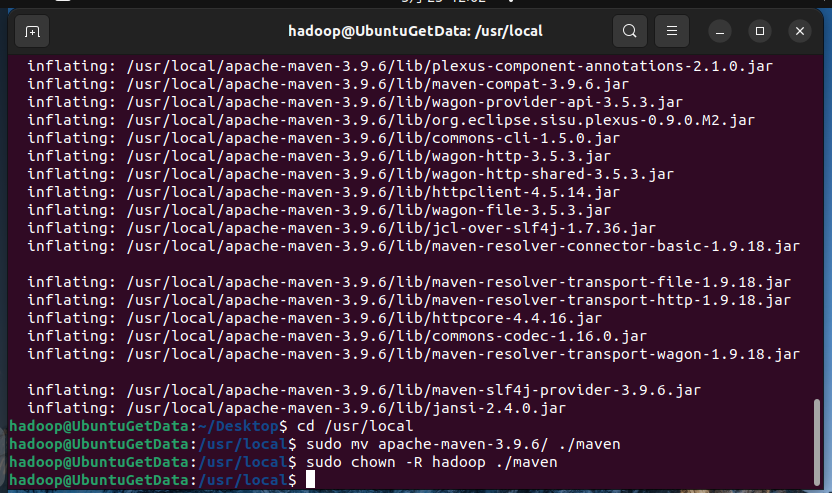 hadoop@UbuntuGetData: /usr/local
inflating: /usr/local/apache-maven-3.9.6/lib/plexus-component-annotations-2.1.0.jar
inflating: /usr/local/apache-maven-3.9.6/lib/maven-compat-3.9.6.jar
inflating: /usr/local/apache-maven-3.9.6/lib/wagon-provider-api-3.5.3.jar
inflating: /usr/local/apache-maven-3.9.6/lib/org.eclipse.sisu.plexus-0.9.0.M2.jar
inflating: /usr/local/apache-maven-3.9.6/lib/commons-cli-1.5.0.jar
inflating: /usr/local/apache-maven-3.9.6/lib/wagon-http-3.5.3.jar
inflating: /usr/local/apache-maven-3.9.6/lib/wagon-http-shared-3.5.3.jar
inflating: /usr/local/apache-maven-3.9.6/lib/httpclient-4.5.14.jar
inflating: /usr/local/apache-maven-3.9.6/lib/wagon-file-3.5.3.jar
inflating: /usr/local/apache-maven-3.9.6/lib/jcl-over-slf4j-1.7.36.jar
inflating: /usr/local/apache-maven-3.9.6/lib/maven-resolver-connector-basic-1.9.18.jar
inflating: /usr/local/apache-maven-3.9.6/lib/maven-resolver-transport-file-1.9.18.jar
inflating: /usr/local/apache-maven-3.9.6/lib/maven-resolver-transport-http-1.9.18.jar
inflating: /usr/local/apache-maven-3.9.6/lib/httpcore-4.4.16.jar
inflating: /usr/local/apache-maven-3.9.6/lib/commons-codec-1.16.0.jar
inflating: /usr/local/apache-maven-3.9.6/lib/maven-resolver-transport-wagon-1.9.18.jar
inflating: /usr/local/apache-maven-3.9.6/lib/maven-slf4j-provider-3.9.6.jar
inflating: /usr/local/apache-maven-3.9.6/lib/jansi-2.4.0.jar
hadoop@UbuntuGetData:~/Desktop$ cd /usr/local
hadoop@UbuntuGetData:/usr/local$ sudo mv apache-maven-3.9.6/ ./maven
hadoop@UbuntuGetData:/usr/local$ sudo chown -R hadoop ./maven
hadoop@UbuntuGetData:/usr/local$